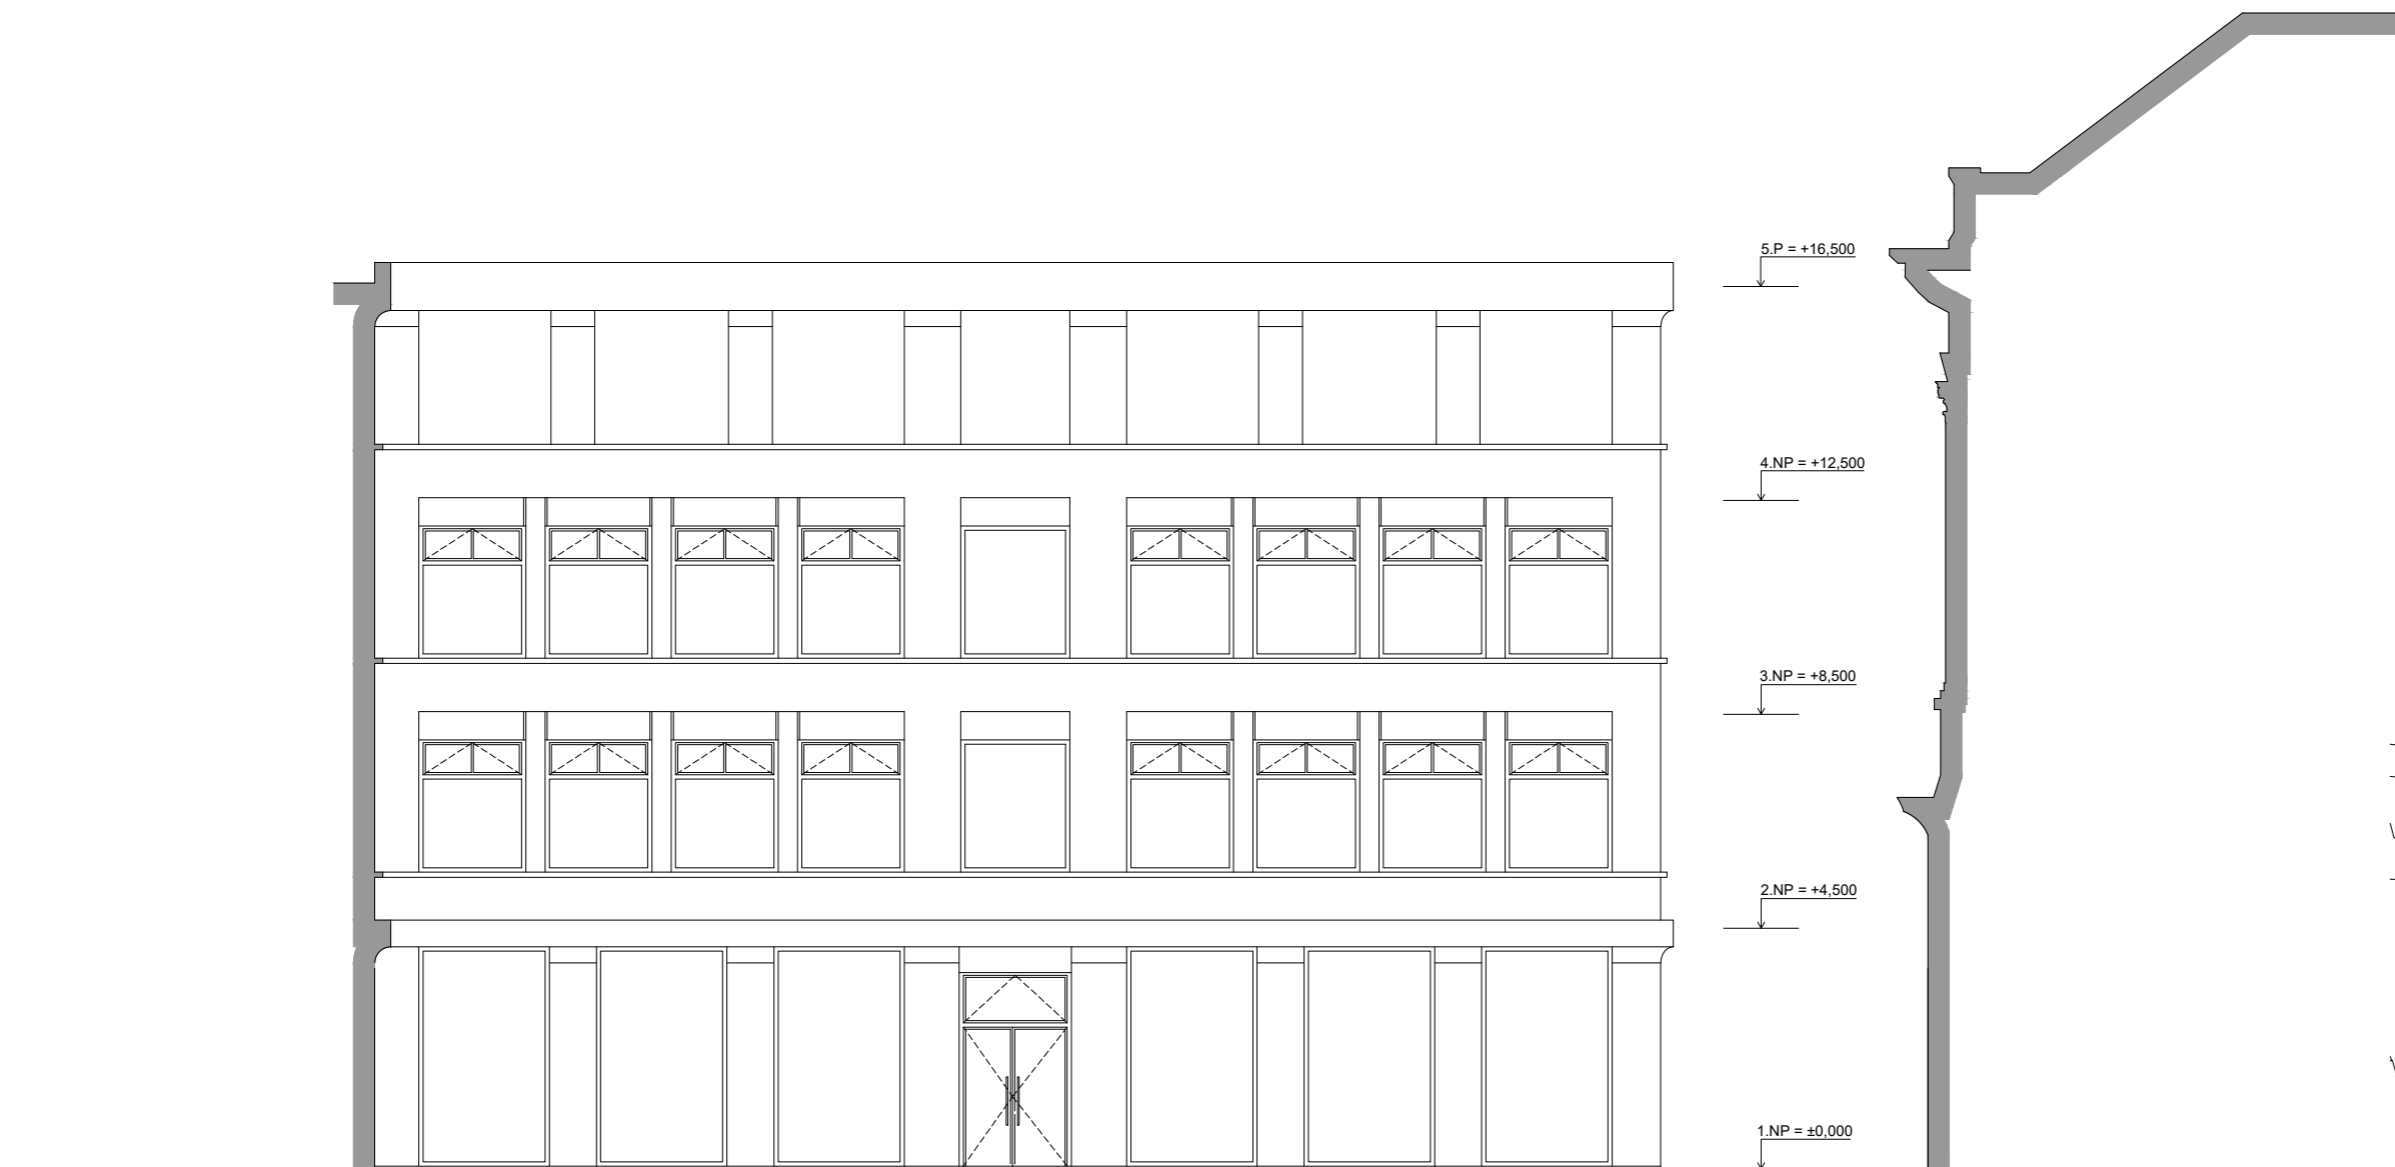 5.P = +16,500
4.NP = +12,500
3.NP = +8,500
2.NP = +4,500
1.NP = ±0,000